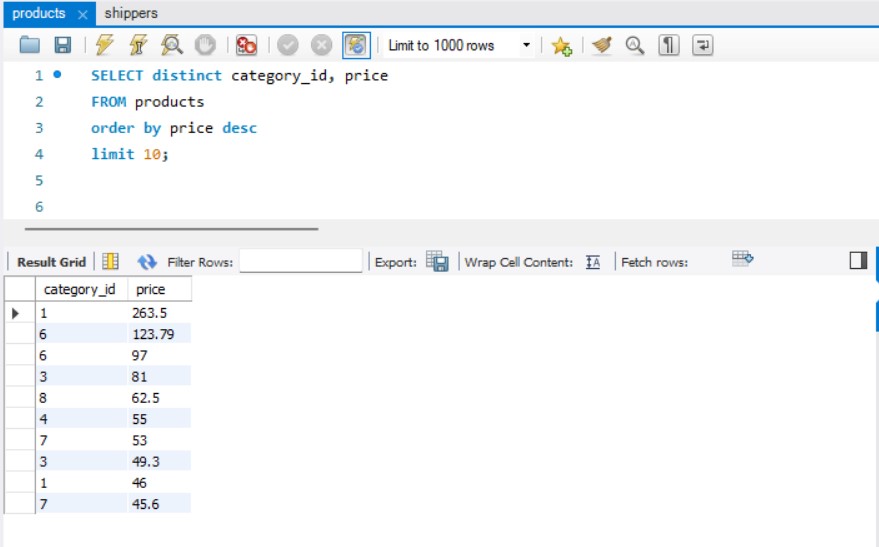 products × shippers
Limit to 1000 rows
1 SELECT distinct category_id, price
2 FROM products
3 order by price desc
4 limit 10;
5
6
Result Grid Filter Rows: Export: Wrap Cell Content: IA Fetch rows:
category_id price
1 263.5
6 123.79
6 97
3 81
8 62.5
4 55
7 53
3 49.3
1 46
7 45.6